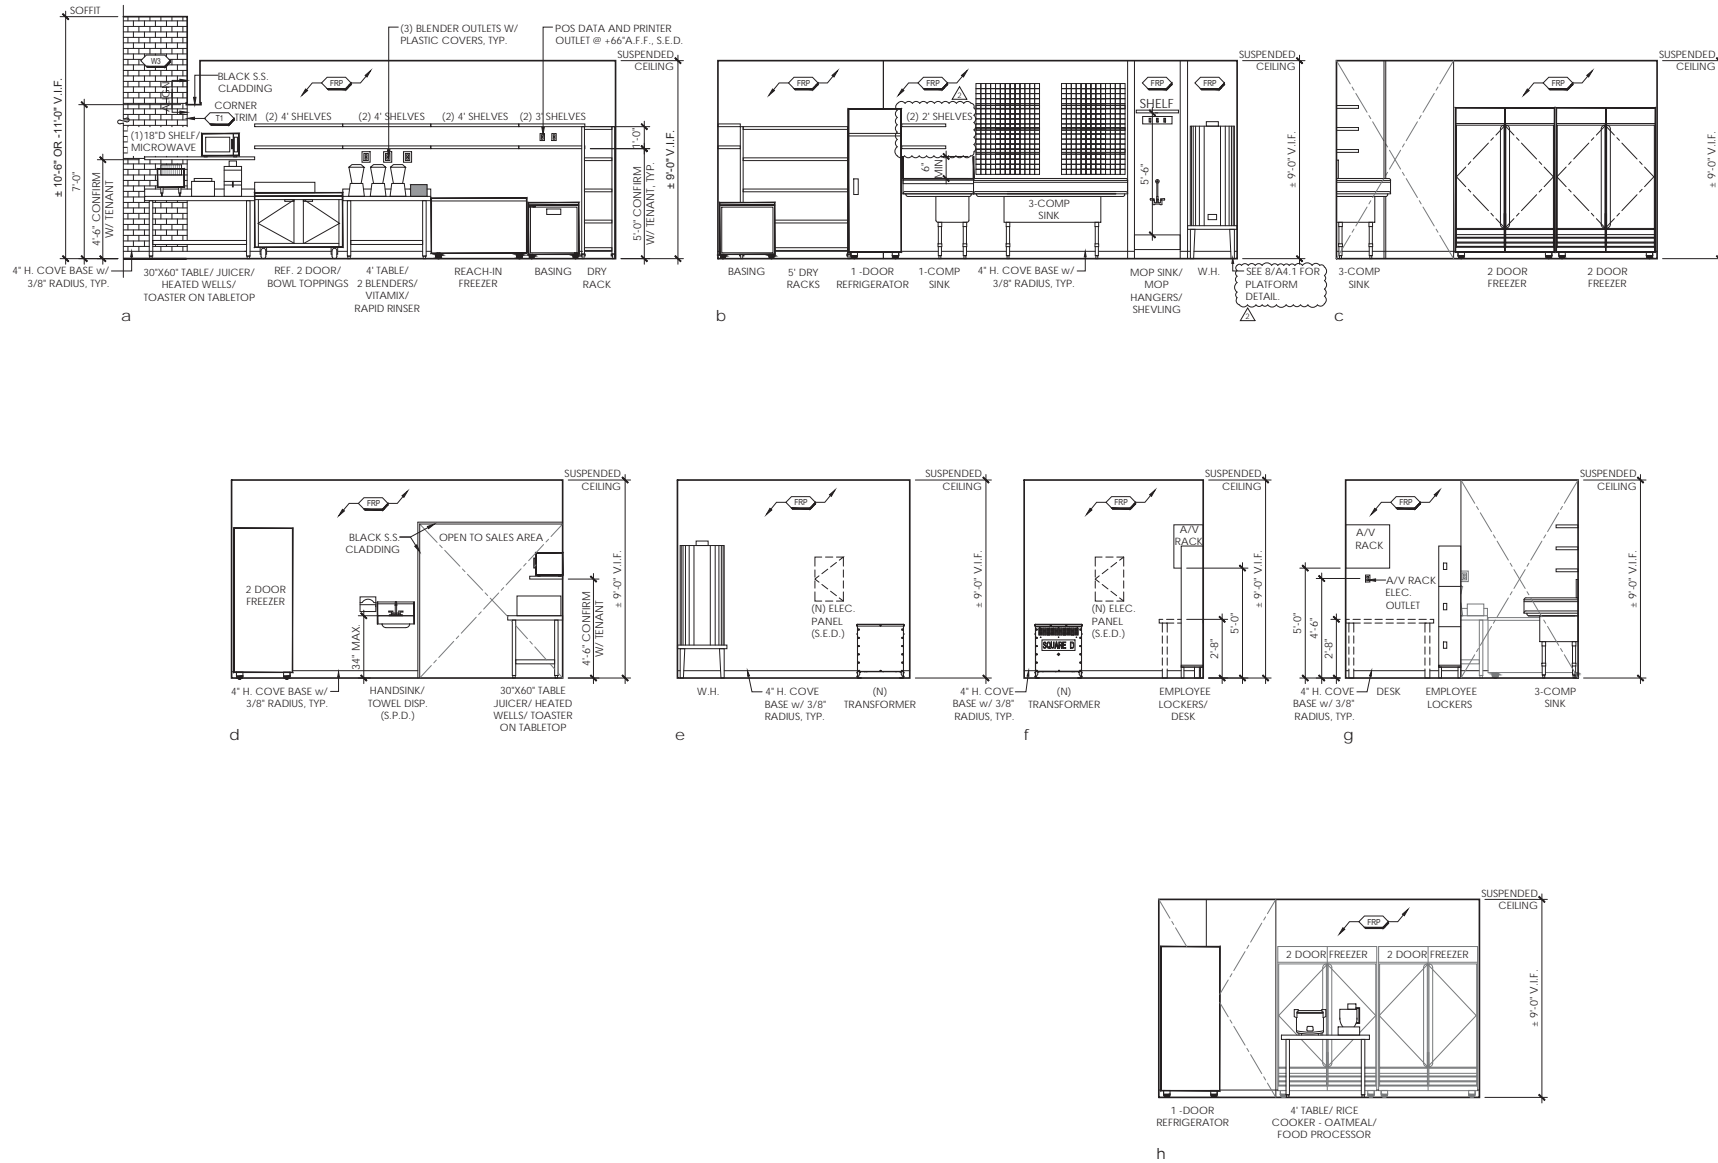 SOFFIT
± 10'-6" OR -11'-0" V.I.F.
7'-0"
4'-6" CONFIRM
W/ TENANT
W3
BLACK S.S.
CLADDING
CORNER
TRIM
T1
(1)18"D SHELF/
MICROWAVE
FRP
(3) BLENDER OUTLETS W/
PLASTIC COVERS, TYP.
POS DATA AND PRINTER
OUTLET @ +66"A.F.F., S.E.D.
SUSPENDED
CEILING
(2) 4' SHELVES
(2) 4' SHELVES
(2) 4' SHELVES
(2) 3' SHELVES
1'-0"
5'-0" CONFIRM
W/ TENANT, TYP.
± 9'-0" V.I.F.
4" H. COVE BASE w/
3/8" RADIUS, TYP.
30"X60" TABLE/ JUICER/
HEATED WELLS/
TOASTER ON TABLETOP
REF. 2 DOOR/
BOWL TOPPINGS
4' TABLE/
2 BLENDERS/
VITAMIX/
RAPID RINSER
REACH-IN
FREEZER
BASING
DRY
RACK
a
FRP
FRP
2
(2) 2' SHELVES
6"
MIN
3-COMP
SINK
FRP
SHELF
5'-6"
FRP
SUSPENDED
CEILING
± 9'-0" V.I.F.
BASING
5' DRY
RACKS
1 -DOOR
REFRIGERATOR
1-COMP
SINK
4" H. COVE BASE w/
3/8" RADIUS, TYP.
MOP SINK/
MOP
HANGERS/
SHEVLING
W.H.
SEE 8/A4.1 FOR
PLATFORM
DETAIL.
2
b
FRP
SUSPENDED
CEILING
± 9'-0" V.I.F.
3-COMP
SINK
2 DOOR
FREEZER
2 DOOR
FREEZER
c
FRP
SUSPENDED
CEILING
BLACK S.S.
CLADDING
OPEN TO SALES AREA
2 DOOR
FREEZER
34" MAX.
4'-6" CONFIRM
W/ TENANT
± 9'-0" V.I.F.
4" H. COVE BASE w/
3/8" RADIUS, TYP.
HANDSINK/
TOWEL DISP.
(S.P.D.)
30"X60" TABLE
JUICER/ HEATED
WELLS/ TOASTER
ON TABLETOP
d
FRP
SUSPENDED
CEILING
(N) ELEC.
PANEL
(S.E.D.)
± 9'-0" V.I.F.
W.H.
4" H. COVE
BASE w/ 3/8"
RADIUS, TYP.
(N)
TRANSFORMER
e
FRP
SUSPENDED
CEILING
A/V
RACK
(N) ELEC.
PANEL
(S.E.D.)
SQUARE D
2'-8"
5'-0"
± 9'-0" V.I.F.
4" H. COVE
BASE w/ 3/8"
RADIUS, TYP.
(N)
TRANSFORMER
EMPLOYEE
LOCKERS/
DESK
f
FRP
SUSPENDED
CEILING
A/V
RACK
A/V RACK
ELEC.
OUTLET
5'-0"
4'-6"
2'-8"
± 9'-0" V.I.F.
4" H. COVE
BASE w/ 3/8"
RADIUS, TYP.
DESK
EMPLOYEE
LOCKERS
3-COMP
SINK
g
FRP
SUSPENDED
CEILING
2 DOOR FREEZER
2 DOOR FREEZER
± 9'-0" V.I.F.
1 -DOOR
REFRIGERATOR
4' TABLE/ RICE
COOKER - OATMEAL/
FOOD PROCESSOR
h